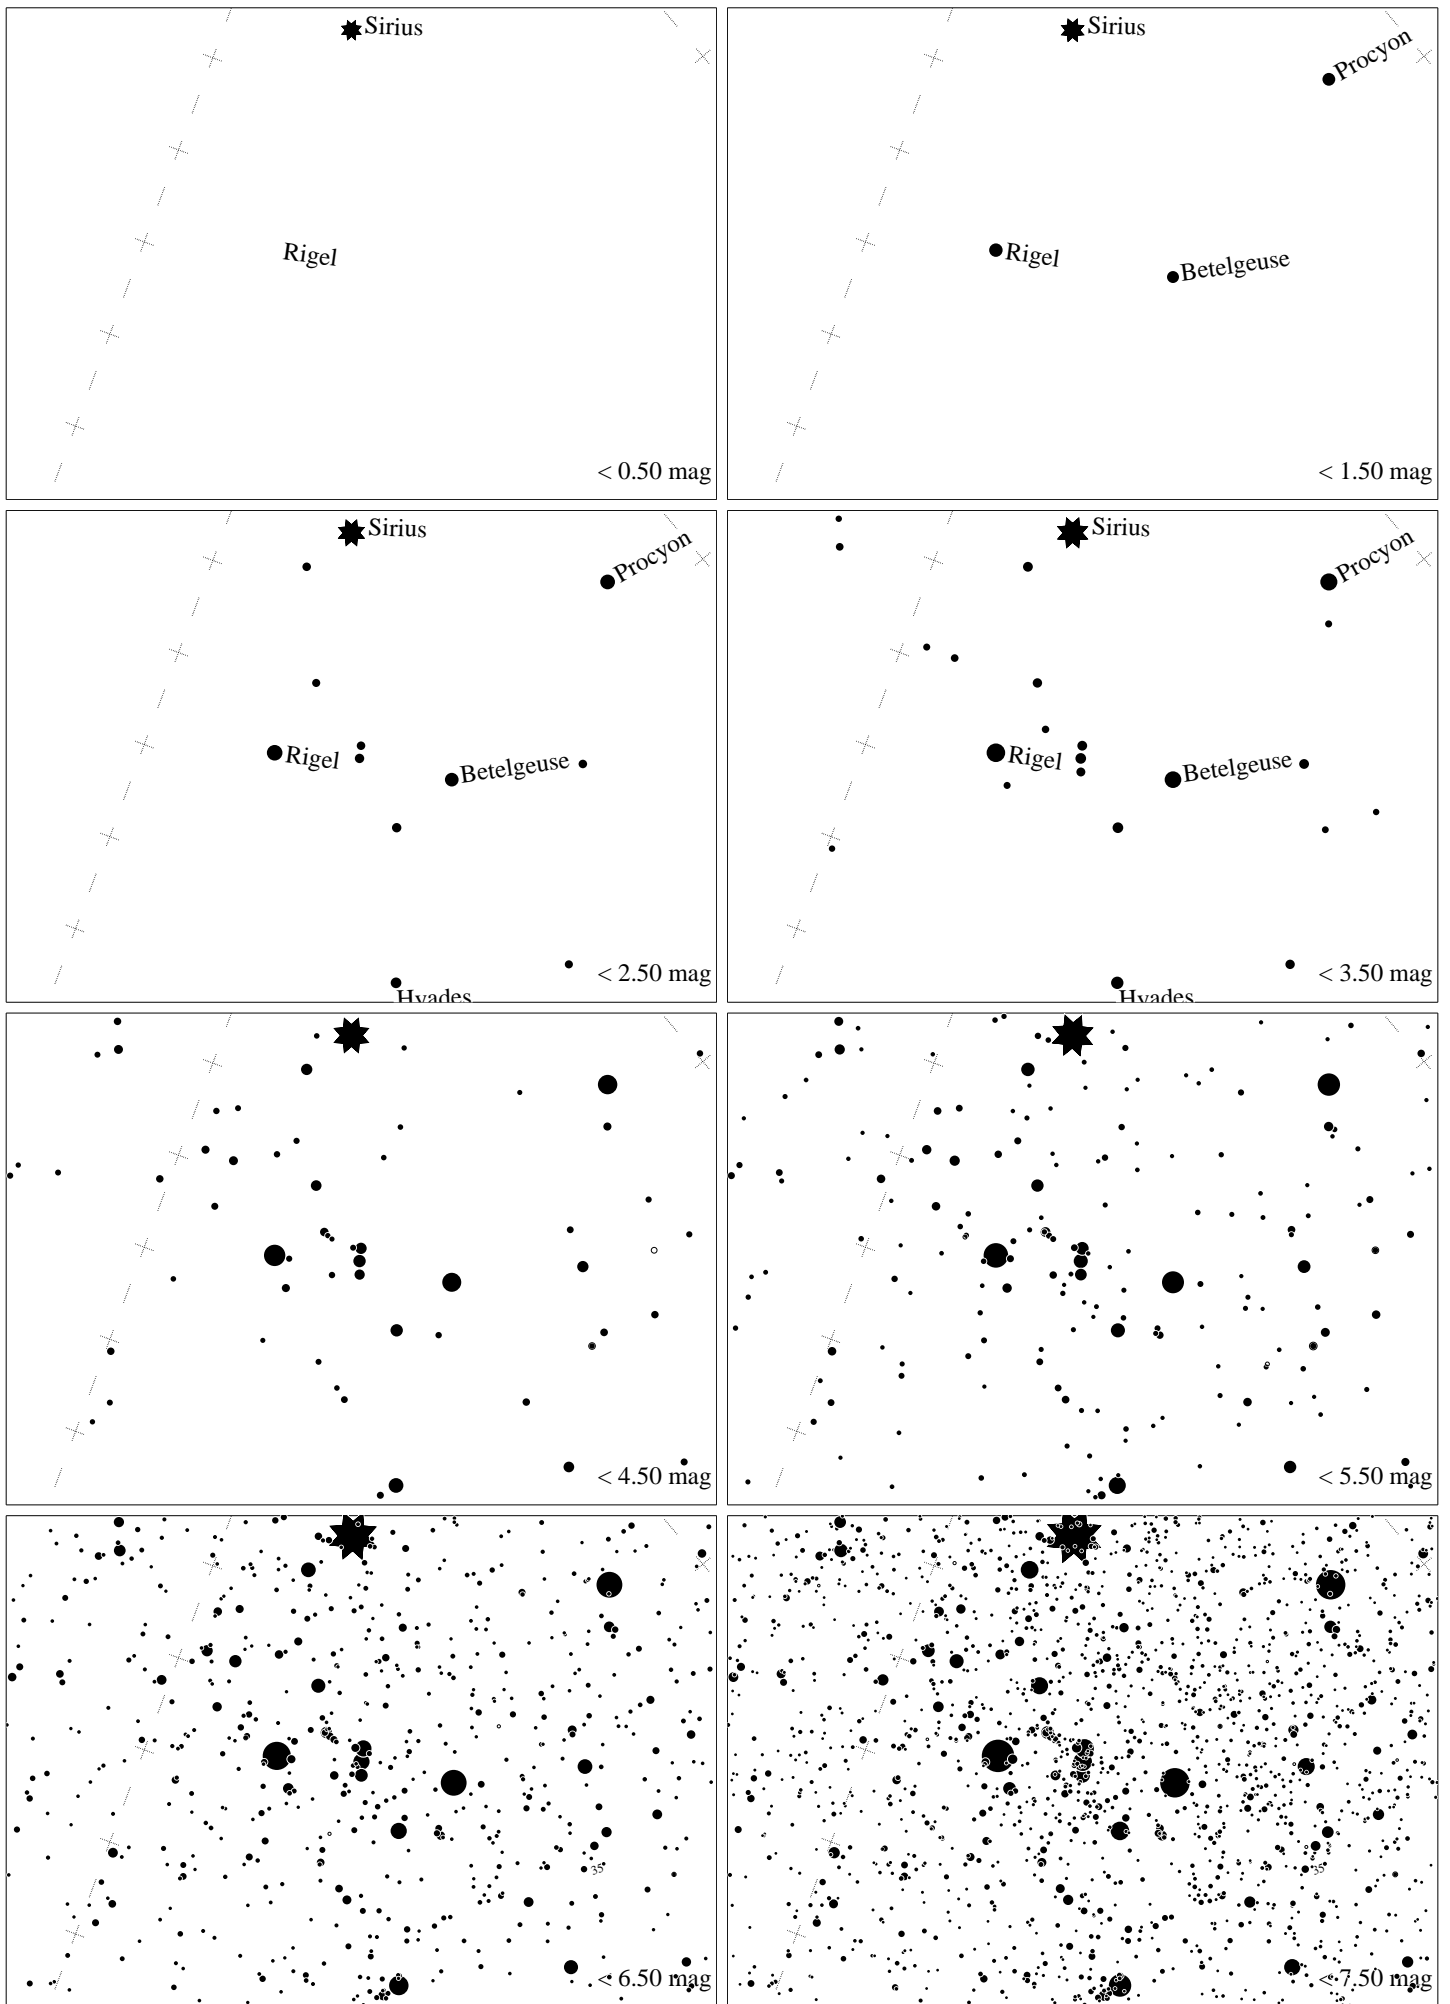 Sirius
Rigel
< 0.50 mag
Sirius
Procyon
Rigel
Betelgeuse
< 1.50 mag
Sirius
Procyon
Rigel
Betelgeuse
< 2.50 mag
Hyades
Sirius
Procyon
Rigel
Betelgeuse
< 3.50 mag
Hyades
< 4.50 mag
< 5.50 mag
35
< 6.50 mag
35
< 7.50 mag